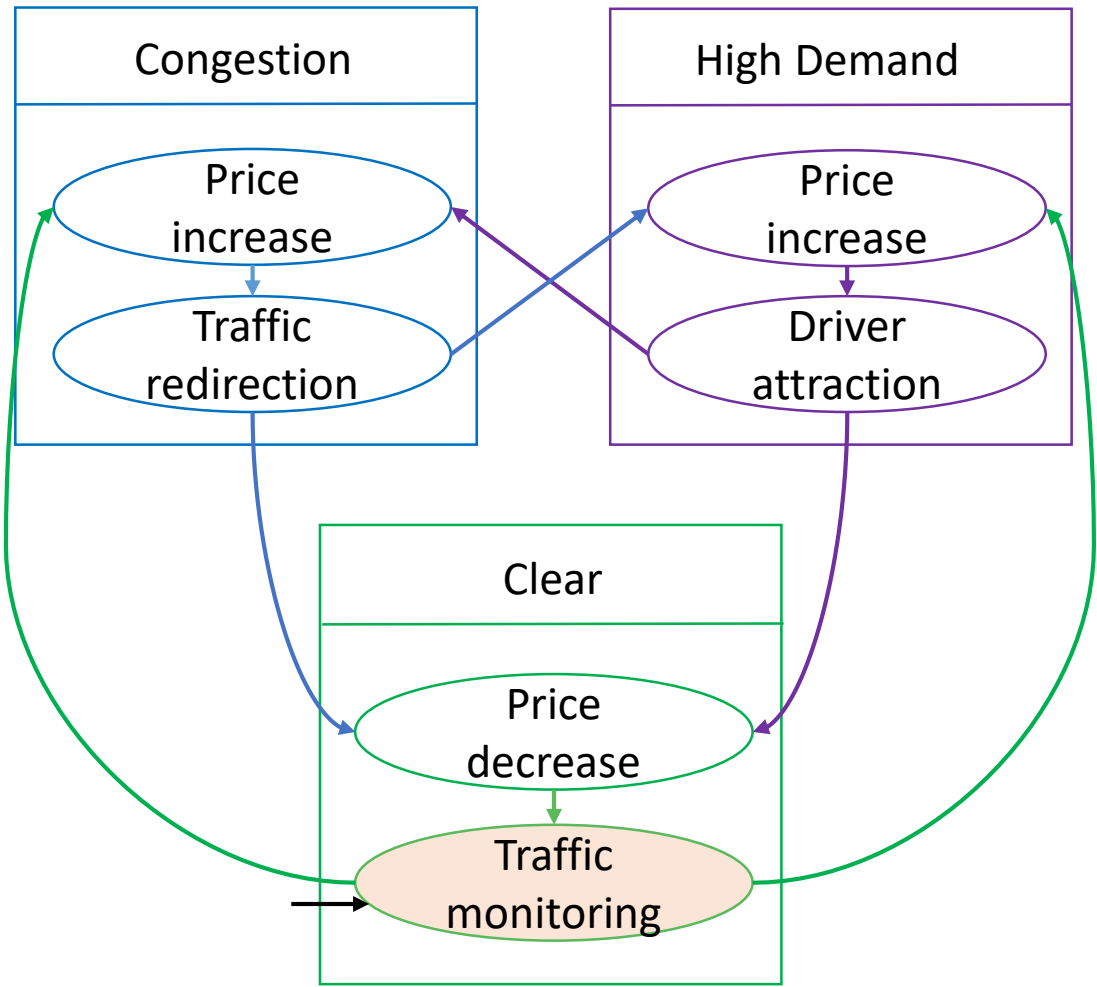 Congestion
Price
increase
Traffic
redirection
High Demand
Price
increase
Driver
attraction
Clear
Price
decrease
Traffic
monitoring